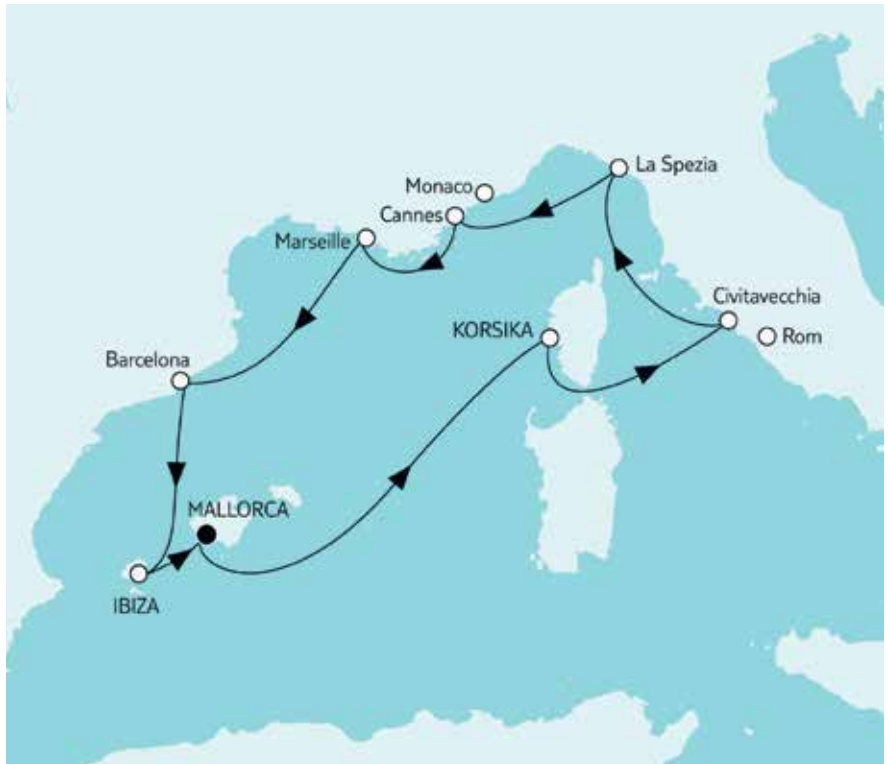 La Spezia
Monaco
Cannes
Marseille
Civitavecchia
KORSIKA
Rom
Barcelona
MALLORCA
IBIZA